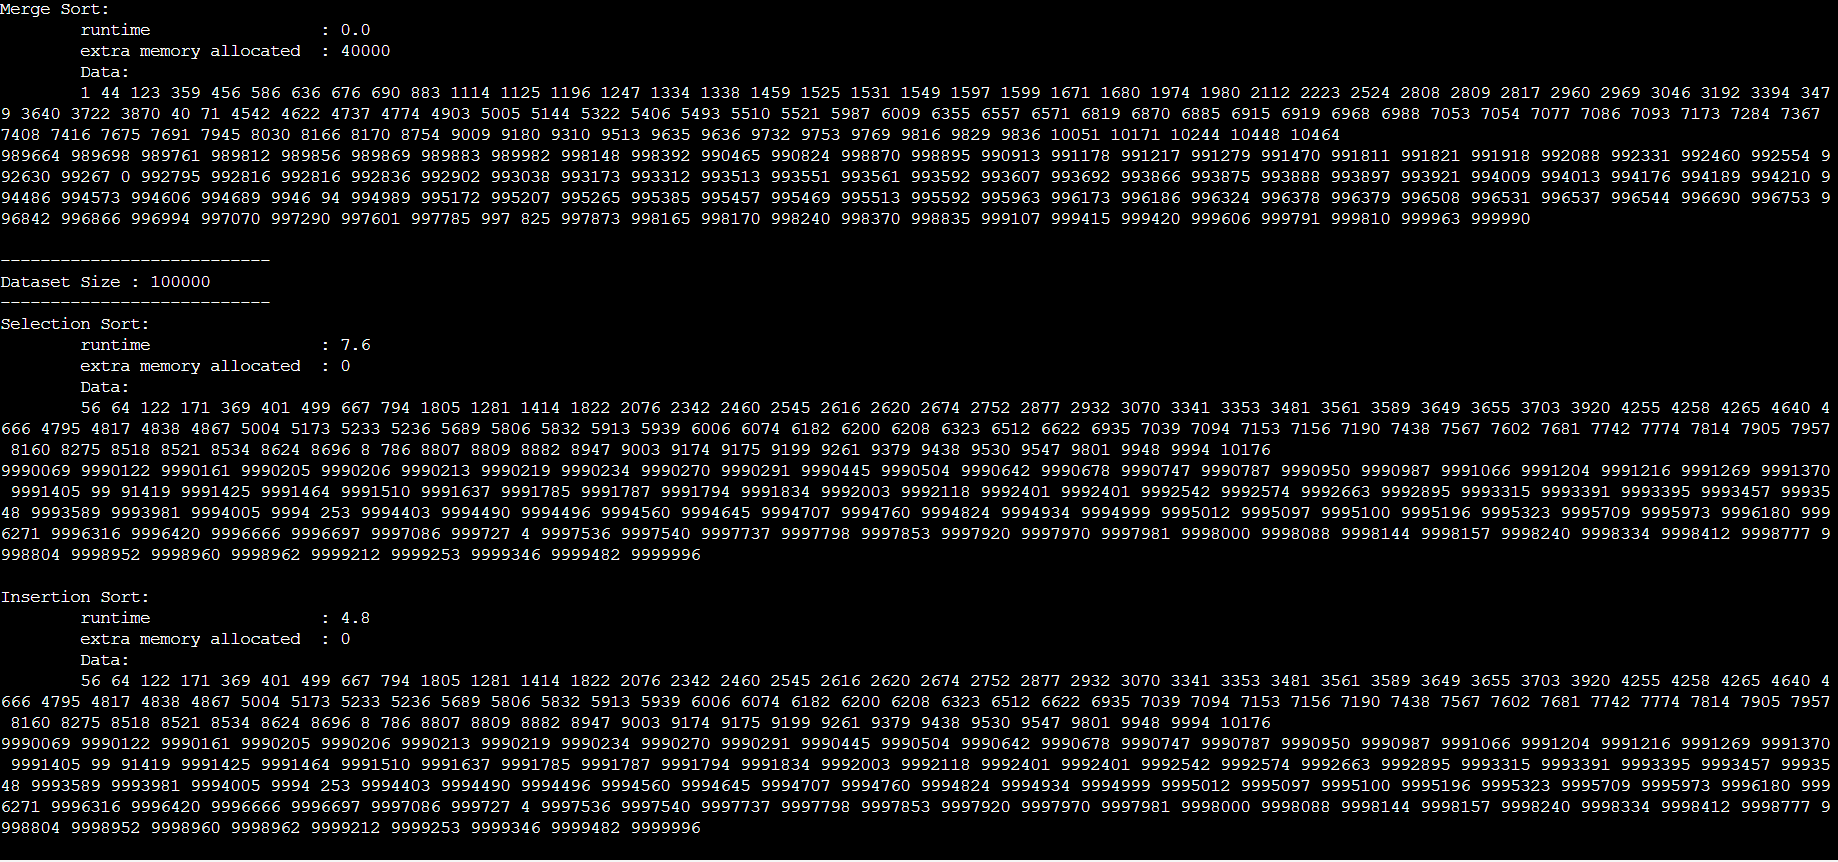 Merge Sort:
runtime : 0.0
extra memory allocated : 40000
Data:
1 44 123 359 456 586 636 676 690 883 1114 1125 1196 1247 1334 1338 1459 1525 1531 1549 1597 1599 1671 1680 1974 1980 2112 2223 2524 2808 2809 2817 2960 2969 3046 3192 3394 347
9 3640 3722 3870 40 71 4542 4622 4737 4774 4903 5005 5144 5322 5406 5493 5510 5521 5987 6009 6355 6557 6571 6819 6870 6885 6915 6919 6968 6988 7053 7054 7077 7086 7093 7173 7284 7367
7408 7416 7675 7691 7945 8030 8166 8170 8754 9009 9180 9310 9513 9635 9636 9732 9753 9769 9816 9829 9836 10051 10171 10244 10448 10464
989664 989698 989761 989812 989856 989869 989883 989982 998148 998392 990465 990824 998870 998895 990913 991178 991217 991279 991470 991811 991821 991918 992088 992331 992460 992554 9
92630 99267 0 992795 992816 992816 992836 992902 993038 993173 993312 993513 993551 993561 993592 993607 993692 993866 993875 993888 993897 993921 994009 994013 994176 994189 994210 9
94486 994573 994606 994689 9946 94 994989 995172 995207 995265 995385 995457 995469 995513 995592 995963 996173 996186 996324 996378 996379 996508 996531 996537 996544 996690 996753 9
96842 996866 996994 997070 997290 997601 997785 997 825 997873 998165 998170 998240 998370 998835 999107 999415 999420 999606 999791 999810 999963 999990
---------------------------
Dataset Size : 100000
---------------------------
Selection Sort:
runtime : 7.6
extra memory allocated : 0
Data:
56 64 122 171 369 401 499 667 794 1805 1281 1414 1822 2076 2342 2460 2545 2616 2620 2674 2752 2877 2932 3070 3341 3353 3481 3561 3589 3649 3655 3703 3920 4255 4258 4265 4640 4
666 4795 4817 4838 4867 5004 5173 5233 5236 5689 5806 5832 5913 5939 6006 6074 6182 6200 6208 6323 6512 6622 6935 7039 7094 7153 7156 7190 7438 7567 7602 7681 7742 7774 7814 7905 7957
8160 8275 8518 8521 8534 8624 8696 8 786 8807 8809 8882 8947 9003 9174 9175 9199 9261 9379 9438 9530 9547 9801 9948 9994 10176
9990069 9990122 9990161 9990205 9990206 9990213 9990219 9990234 9990270 9990291 9990445 9990504 9990642 9990678 9990747 9990787 9990950 9990987 9991066 9991204 9991216 9991269 9991370
9991405 99 91419 9991425 9991464 9991510 9991637 9991785 9991787 9991794 9991834 9992003 9992118 9992401 9992401 9992542 9992574 9992663 9992895 9993315 9993391 9993395 9993457 99935
48 9993589 9993981 9994005 9994 253 9994403 9994490 9994496 9994560 9994645 9994707 9994760 9994824 9994934 9994999 9995012 9995097 9995100 9995196 9995323 9995709 9995973 9996180 999
6271 9996316 9996420 9996666 9996697 9997086 999727 4 9997536 9997540 9997737 9997798 9997853 9997920 9997970 9997981 9998000 9998088 9998144 9998157 9998240 9998334 9998412 9998777 9
998804 9998952 9998960 9998962 9999212 9999253 9999346 9999482 9999996
Insertion Sort:
runtime : 4.8
extra memory allocated : 0
Data:
56 64 122 171 369 401 499 667 794 1805 1281 1414 1822 2076 2342 2460 2545 2616 2620 2674 2752 2877 2932 3070 3341 3353 3481 3561 3589 3649 3655 3703 3920 4255 4258 4265 4640 4
666 4795 4817 4838 4867 5004 5173 5233 5236 5689 5806 5832 5913 5939 6006 6074 6182 6200 6208 6323 6512 6622 6935 7039 7094 7153 7156 7190 7438 7567 7602 7681 7742 7774 7814 7905 7957
8160 8275 8518 8521 8534 8624 8696 8 786 8807 8809 8882 8947 9003 9174 9175 9199 9261 9379 9438 9530 9547 9801 9948 9994 10176
9990069 9990122 9990161 9990205 9990206 9990213 9990219 9990234 9990270 9990291 9990445 9990504 9990642 9990678 9990747 9990787 9990950 9990987 9991066 9991204 9991216 9991269 9991370
9991405 99 91419 9991425 9991464 9991510 9991637 9991785 9991787 9991794 9991834 9992003 9992118 9992401 9992401 9992542 9992574 9992663 9992895 9993315 9993391 9993395 9993457 99935
48 9993589 9993981 9994005 9994 253 9994403 9994490 9994496 9994560 9994645 9994707 9994760 9994824 9994934 9994999 9995012 9995097 9995100 9995196 9995323 9995709 9995973 9996180 999
6271 9996316 9996420 9996666 9996697 9997086 999727 4 9997536 9997540 9997737 9997798 9997853 9997920 9997970 9997981 9998000 9998088 9998144 9998157 9998240 9998334 9998412 9998777 9
998804 9998952 9998960 9998962 9999212 9999253 9999346 9999482 9999996